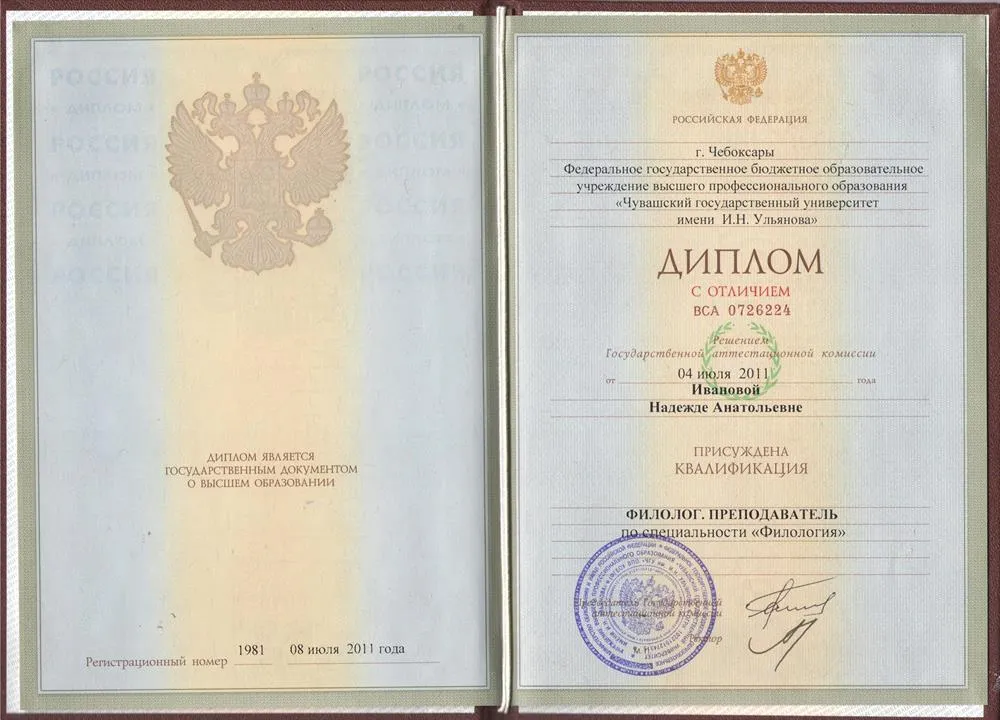 РОССИЯ
РОССИЯ
РОССИЯ
РОССИЯ
ДИПЛОМ ЯВЛЯЕТСЯ
ГОСУДАРСТВЕННЫМ ДОКУМЕНТОМ
О ВЫСШЕМ ОБРАЗОВАНИИ
Регистрационный номер 1981 08 июля 2011 года
РОССИЙСКАЯ ФЕДЕРАЦИЯ
г. Чебоксары
Федеральное государственное бюджетное образовательное
учреждение высшего профессионального образования
«Чувашский государственный университет
имени И.Н. Ульянова»
ДИПЛОМ
С ОТЛИЧИЕМ
ВСА 0726224
Решением
Государственной аттестационной комиссии
от 04 июля 2011 года
Ивановой
Надежде Анатольевне
ПРИСУЖДЕНА
КВАЛИФИКАЦИЯ
ФИЛОЛОГ. ПРЕПОДАВАТЕЛЬ
по специальности «Филология»
Председатель Государственной
аттестационной комиссии
Ректор